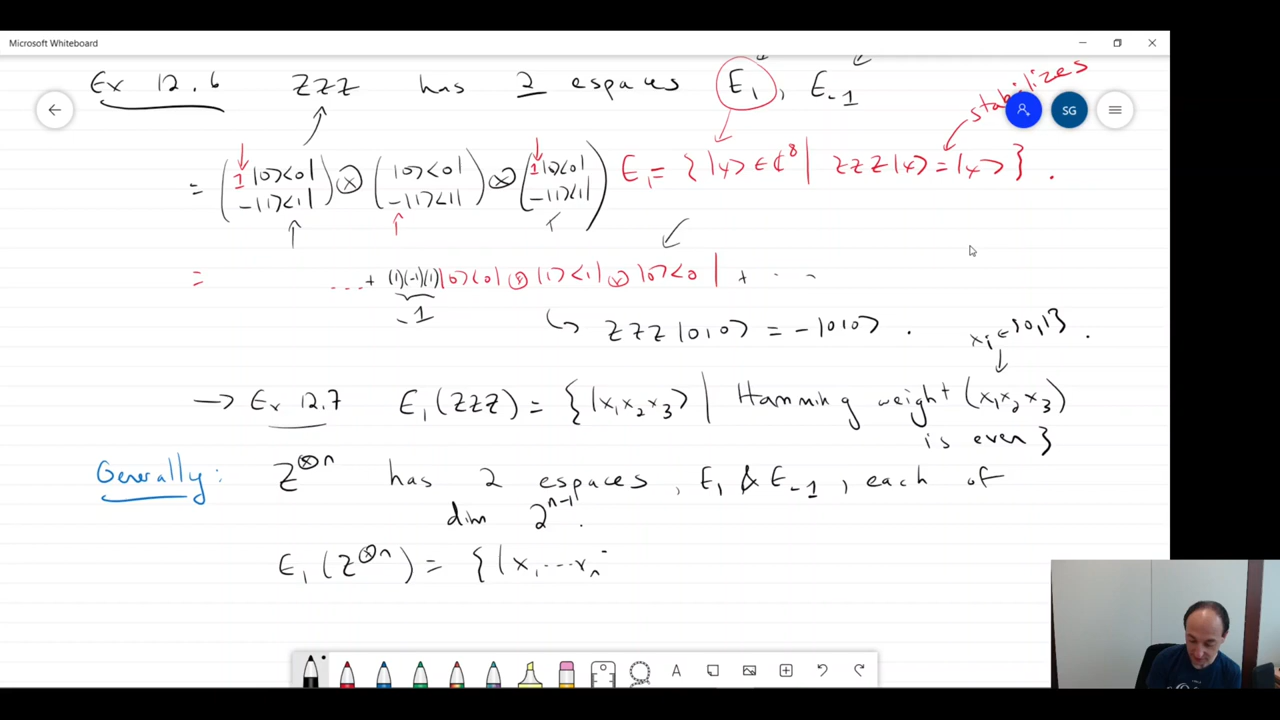 Microsoft Whiteboard
Ex 12.6 ZZZ has 2 espaces E₁, E₋₁
stabilizes
SG
= (1|0><0| -|1><1|) ⊗ (|0><0| -|1><1|) ⊗ (1|0><0| -|1><1|) E₁ = {|ψ> ∈ ℂ⁸ | ZZZ|ψ> = |ψ>}.
= ... + (1)(-1)(1)|0><0| ⊗ |1><1| ⊗ |0><0| + ...
-1
↳ ZZZ|010> = -|010>.
xᵢ ∈ {0,1}.
→ Ex 12.7 E₁(ZZZ) = {|x₁x₂x₃> | Hamming weight (x₁x₂x₃)
is even}
Generally: Z^⊗n has 2 espaces, E₁ & E₋₁, each of
dim 2ⁿ⁻¹.
E₁(Z^⊗n) = {|x₁...xₙ
A